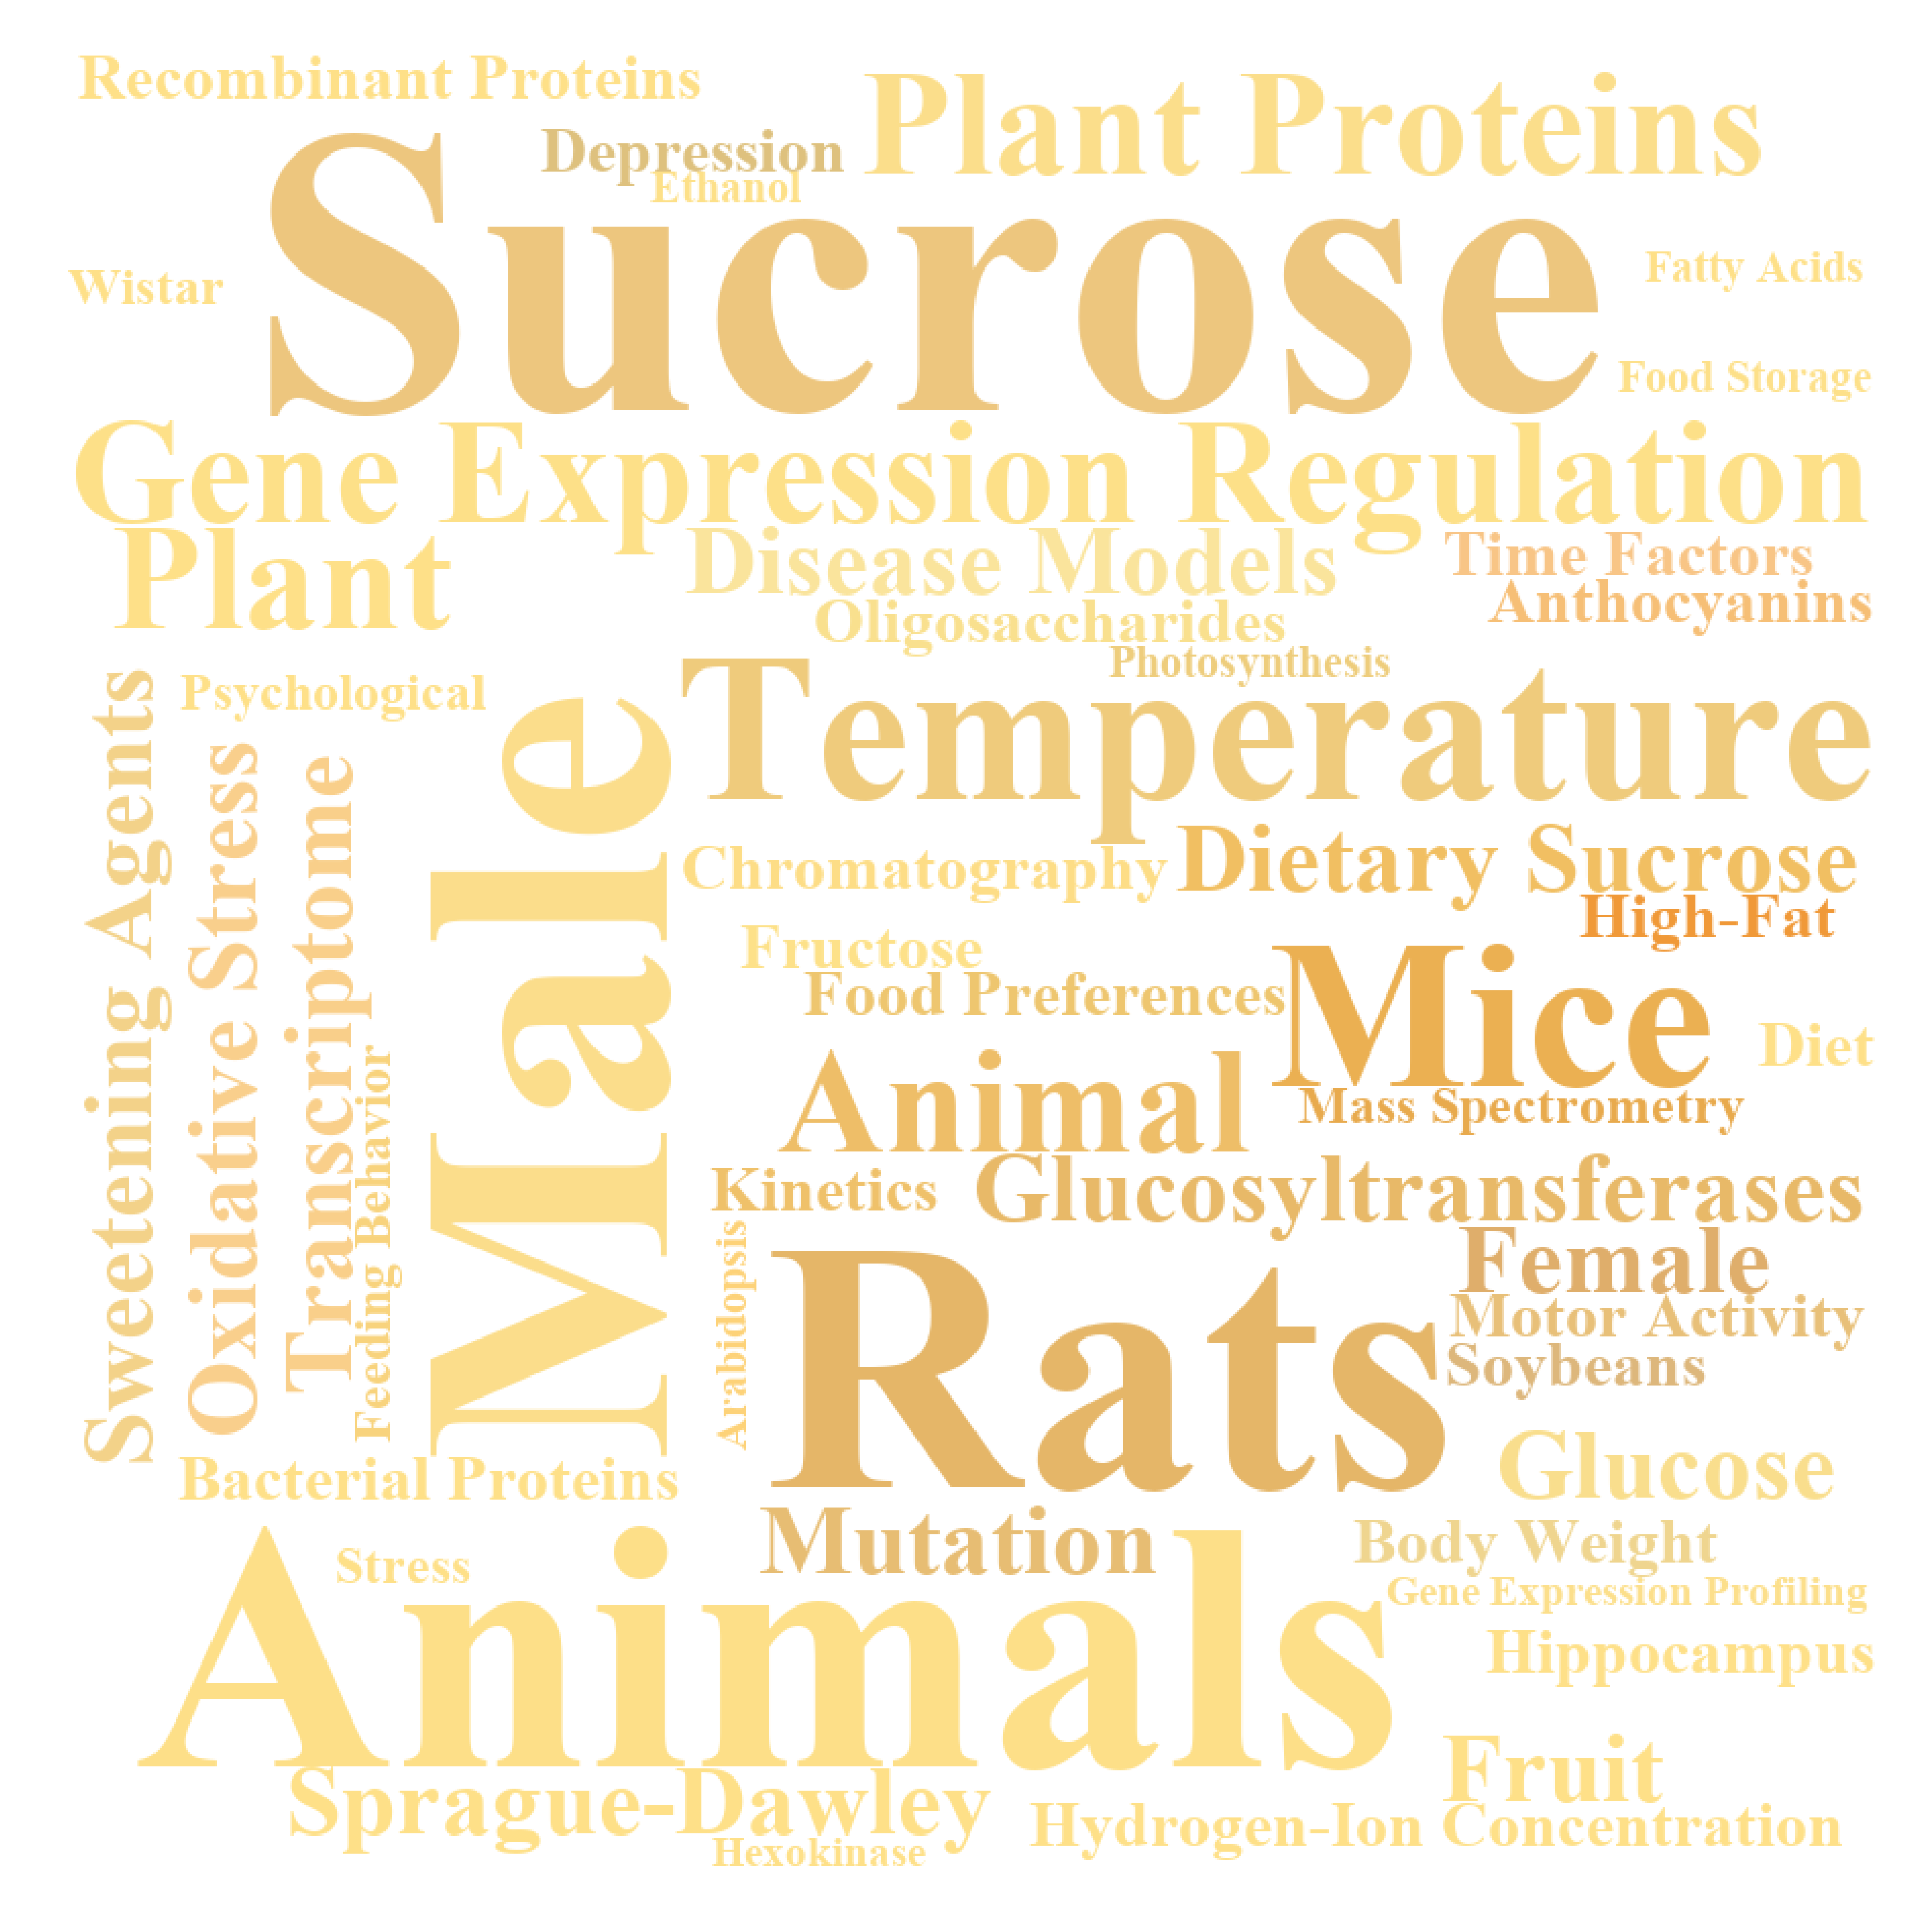 Recombinant Proteins
Plant Proteins
Depression
Ethanol
Sucrose
Wistar
Fatty Acids
Food Storage
Gene Expression Regulation
Plant
Disease Models
Time Factors
Anthocyanins
Oligosaccharides
Photosynthesis
Psychological
Temperature
Sweetening Agents
Oxidative Stress
Transcriptome
Feeding Behavior
Male
Chromatography
Dietary Sucrose
High-Fat
Fructose
Food Preferences
Mice
Diet
Animal
Mass Spectrometry
Kinetics
Glucosyltransferases
Arabidopsis
Rats
Female
Motor Activity
Soybeans
Glucose
Bacterial Proteins
Mutation
Body Weight
Stress
Gene Expression Profiling
Animals
Hippocampus
Fruit
Sprague-Dawley
Hydrogen-Ion Concentration
Hexokinase